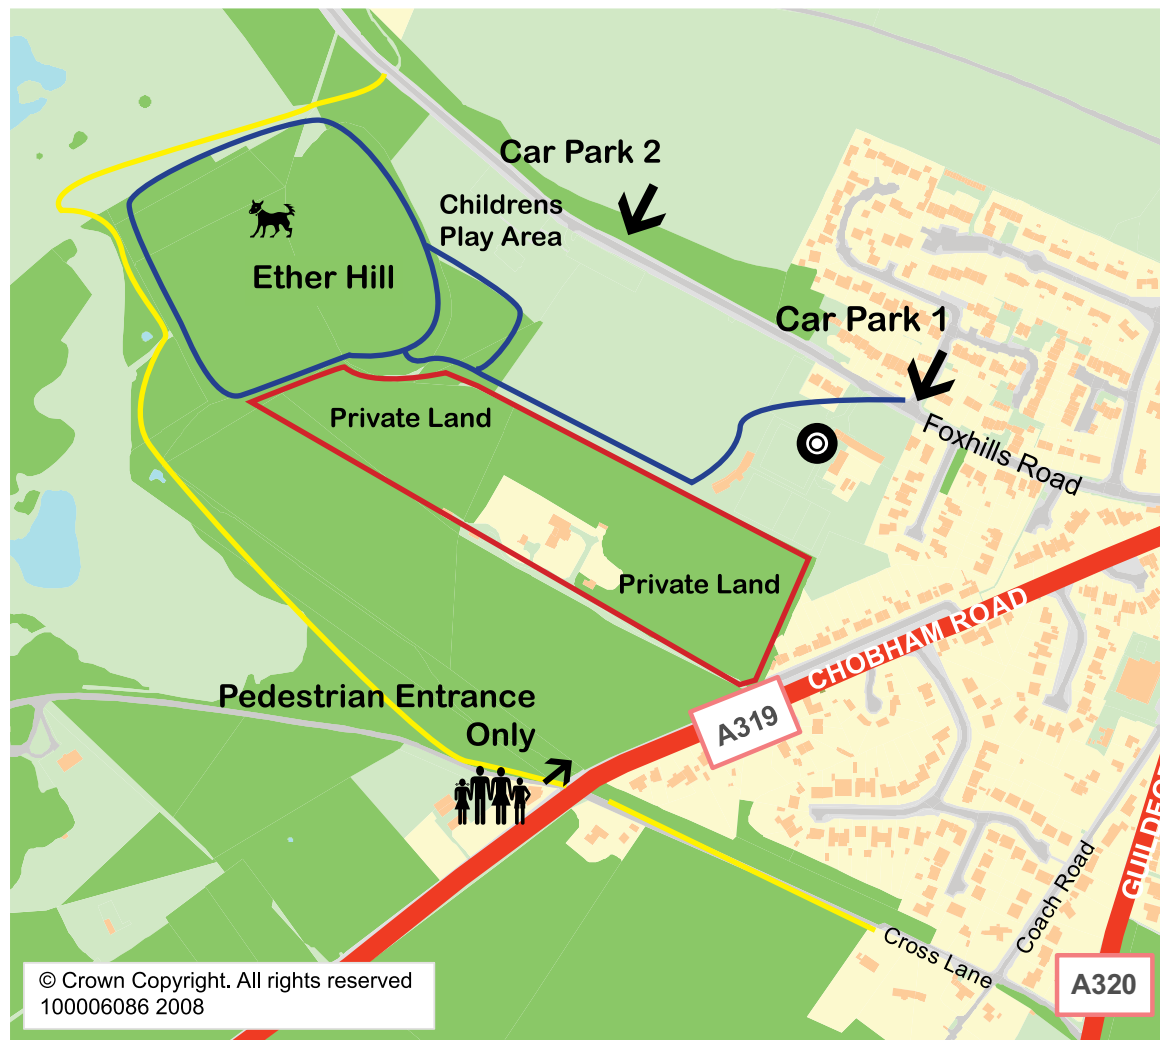 Car Park 2
Childrens
Play Area
Ether Hill
Car Park 1
Private Land
Foxhills Road
Private Land
CHOBHAM ROAD
Pedestrian Entrance
Only
A319
Coach Road
Cross Lane
A320
© Crown Copyright. All rights reserved
100006086 2008